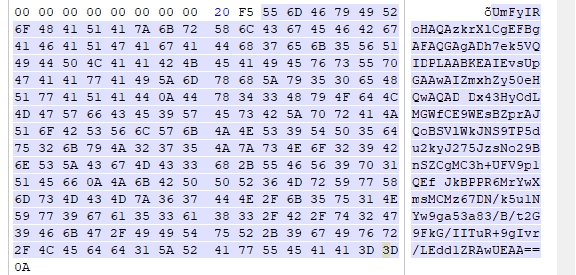 00 00 00 00 00 00 00 00 20 F5 55 6D 46 79 49 52 õUmFyIR
6F 48 41 51 41 7A 6B 72 58 6C 43 67 45 46 42 67 oHAQAzkrXlCgEFBg
41 46 41 51 47 41 67 41 44 68 37 65 6B 35 56 51 AFAQGAgADh7ek5VQ
49 44 50 4C 41 41 42 4B 45 41 49 45 76 73 55 70 IDPLAABKEAIEvsUp
47 41 41 77 41 49 5A 6D 78 68 5A 79 35 30 65 48 GAAwAIZmxhZy50eH
51 77 41 51 41 44 0A 44 78 34 33 48 79 4F 64 4C QwAQAD Dx43HyOdL
4D 47 57 66 43 45 39 57 45 73 42 5A 70 72 41 4A MGWfCE9WEsBZprAJ
51 6F 42 53 56 6C 57 6B 4A 4E 53 39 54 50 35 64 QoBSVlWkJNS9TP5d
75 32 6B 79 4A 32 37 35 4A 7A 73 4E 6F 32 39 42 u2kyJ275JzsNo29B
6E 53 5A 43 67 4D 43 33 68 2B 55 46 56 39 70 31 nSZCgMC3h+UFV9p1
51 45 66 0A 4A 6B 42 50 50 52 36 4D 72 59 77 58 QEf JkBPPR6MrYwX
6D 73 4D 43 4D 7A 36 37 44 4E 2F 6B 35 75 31 4E msMCMz67DN/k5u1N
59 77 39 67 61 35 33 61 38 33 2F 42 2F 74 32 47 Yw9ga53a83/B/t2G
39 46 6B 47 2F 49 49 54 75 52 2B 39 67 49 76 72 9FkG/IITuR+9gIvr
2F 4C 45 64 64 31 5A 52 41 77 55 45 41 41 3D 3D /LEdd1ZRAwUEAA==
0A